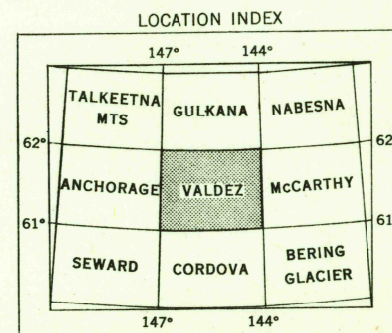 LOCATION INDEX
147° 144°
TALKEETNA MTS GULKANA NABESNA
62° 62
ANCHORAGE VALDEZ McCARTHY
61° 61
SEWARD CORDOVA BERING GLACIER
147° 144°